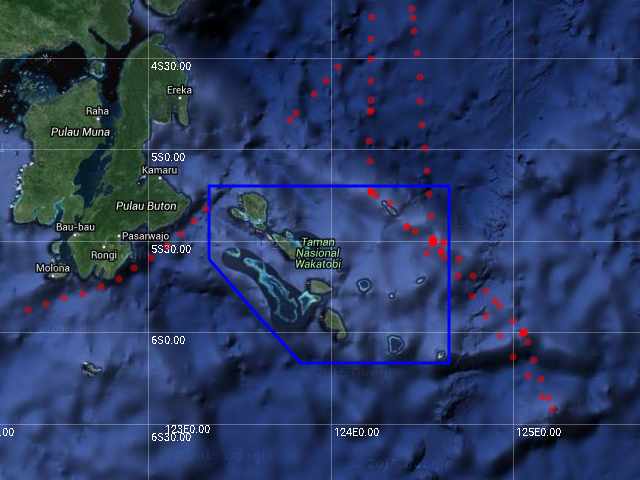 4S30.00
Ereka
Raha
Pulau Muna
5S0.00
Kamaru
Pulau Buton
Bau-bau
Pasarwajo
5S30.00
Taman
Nasional
Wakatobi
Rongi
Molona
6S0.00
.00
123E0.00
124E0.00
125E0.00
6S30.00